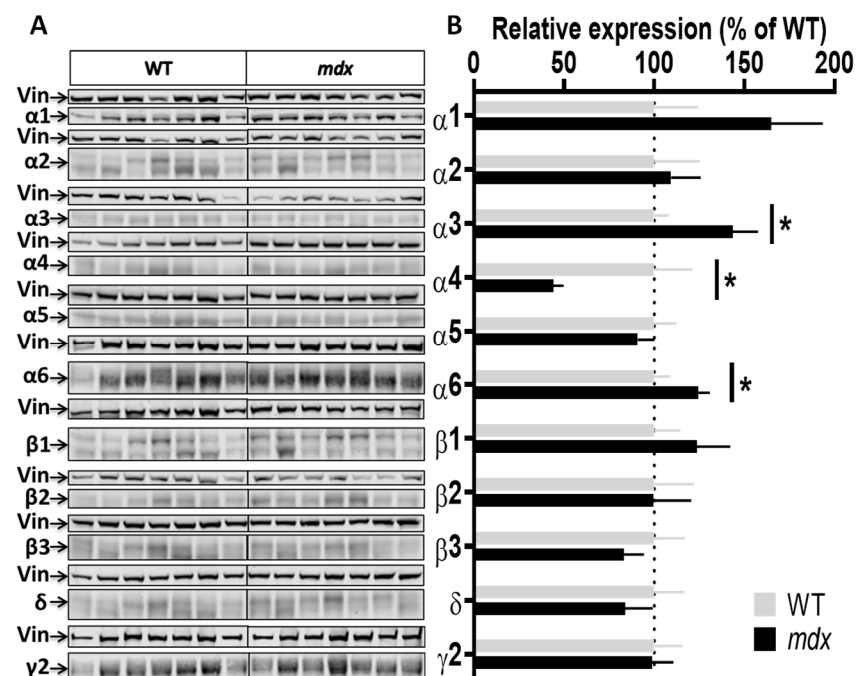 A
WT mdx
Vin→
α1→
Vin→
α2→
Vin→
α3→
Vin→
α4→
Vin→
α5→
Vin→
α6→
Vin→
β1→
Vin→
β2→
Vin→
β3→
Vin→
δ→
Vin→
γ2→
B
Relative expression (% of WT)
0 50 100 150 200
α1
α2
α3 *
α4 *
α5
α6 *
β1
β2
β3
δ
γ2
WT
mdx